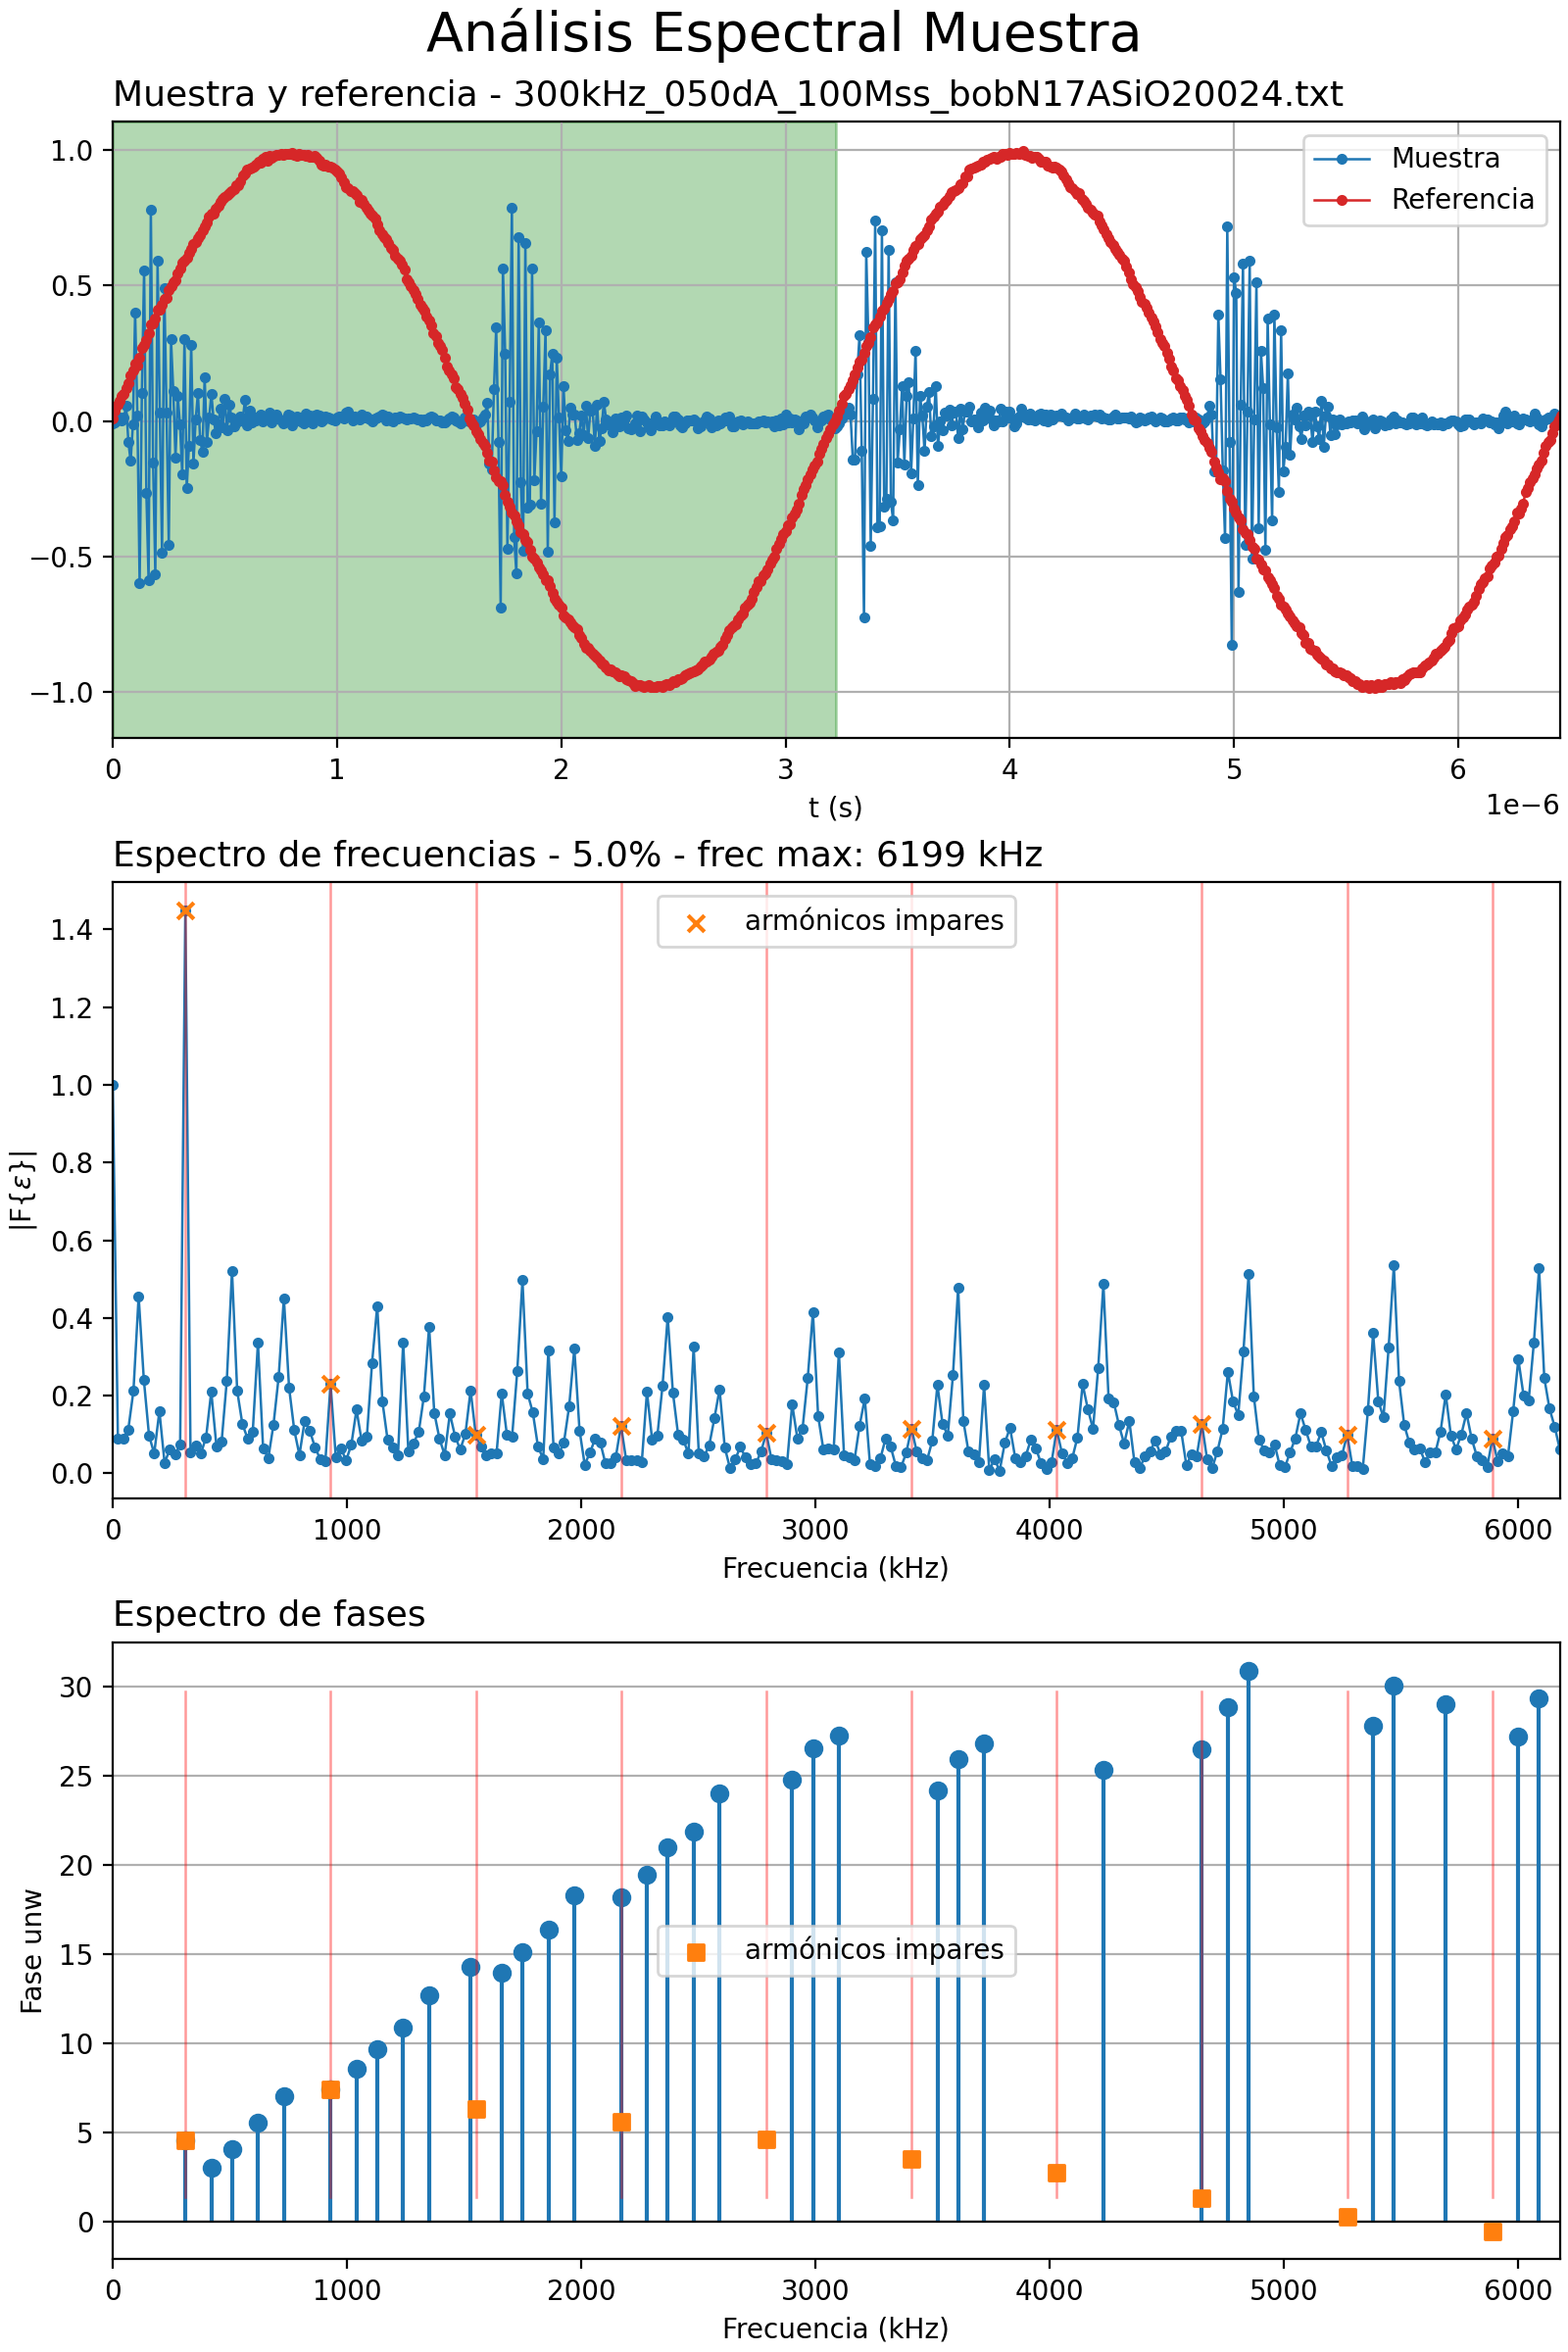 Análisis Espectral Muestra
Muestra y referencia - 300kHz_050dA_100Mss_bobN17ASiO20024.txt
1.0
0.5
0.0
−0.5
−1.0
Muestra
Referencia
0 1 2 3 4 5 6
t (s)
1e−6
Espectro de frecuencias - 5.0% - frec max: 6199 kHz
|F{ε}|
1.4
1.2
1.0
0.8
0.6
0.4
0.2
0.0
armónicos impares
0 1000 2000 3000 4000 5000 6000
Frecuencia (kHz)
Espectro de fases
Fase unw
30
25
20
15
10
5
0
armónicos impares
0 1000 2000 3000 4000 5000 6000
Frecuencia (kHz)